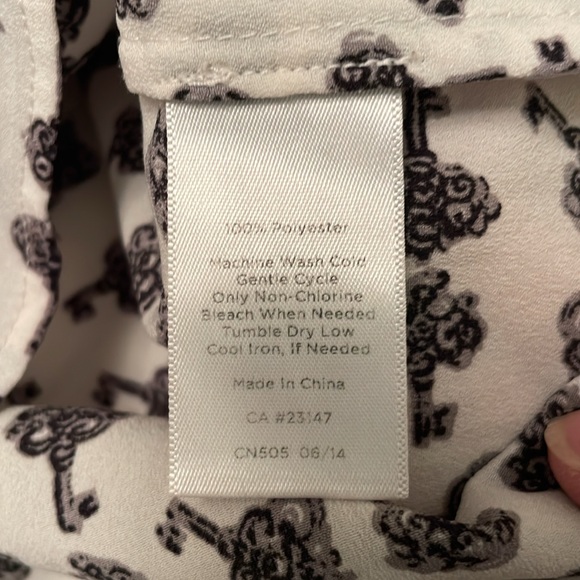 100% Polyester
Machine Wash Cold
Gentle Cycle
Only Non-Chlorine
Bleach When Needed
Tumble Dry Low
Cool Iron, If Needed
Made In China
CA #23147
CN505 06/14